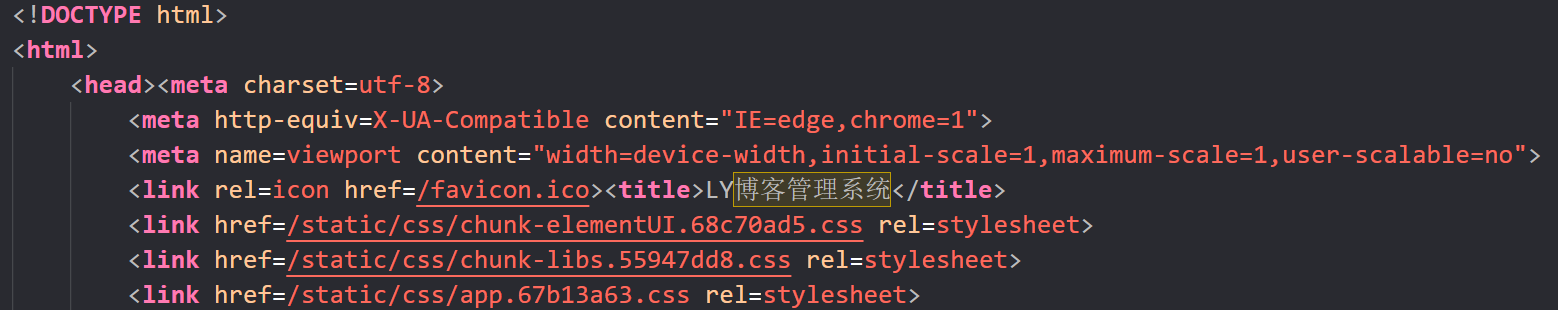 <!DOCTYPE html>
<html>
<head><meta charset=utf-8>
<meta http-equiv=X-UA-Compatible content="IE=edge,chrome=1">
<meta name=viewport content="width=device-width,initial-scale=1,maximum-scale=1,user-scalable=no">
<link rel=icon href=/favicon.ico><title>LY博客管理系统</title>
<link href=/static/css/chunk-elementUI.68c70ad5.css rel=stylesheet>
<link href=/static/css/chunk-libs.55947dd8.css rel=stylesheet>
<link href=/static/css/app.67b13a63.css rel=stylesheet>